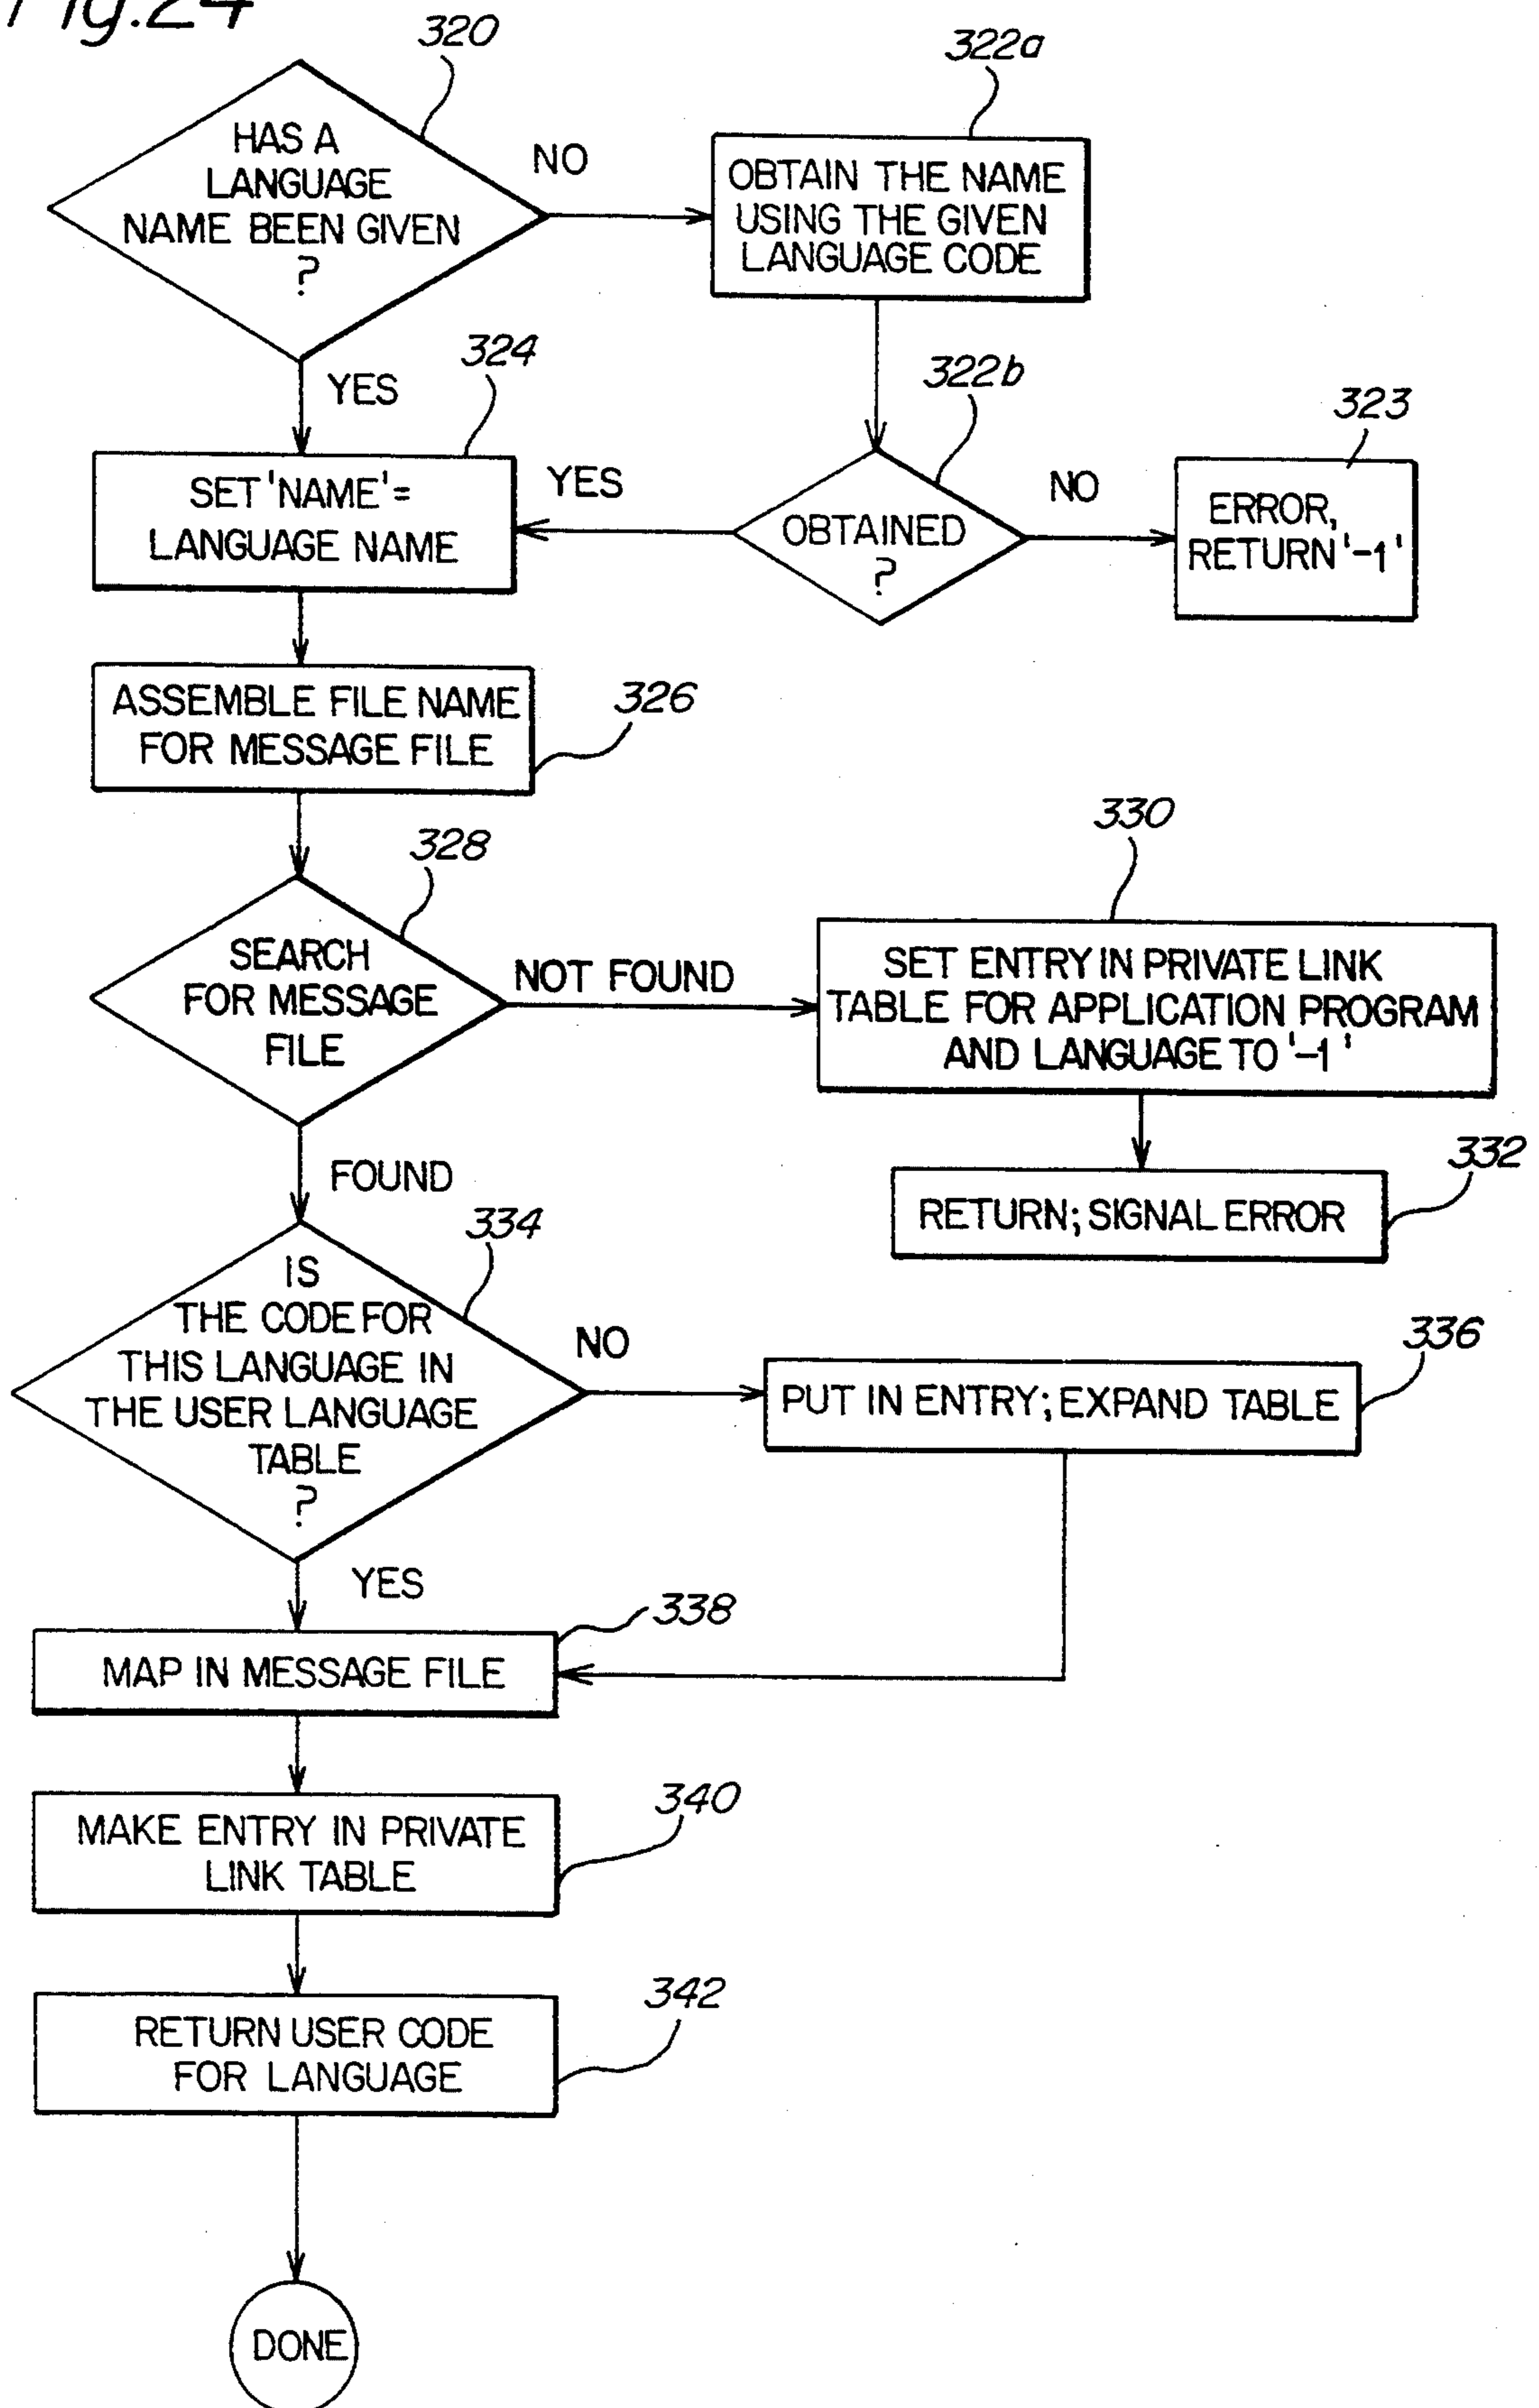 Fig.24
320
HAS A
LANGUAGE
NAME BEEN GIVEN
?
NO
322a
OBTAIN THE NAME
USING THE GIVEN
LANGUAGE CODE
YES
324
SET 'NAME'=
LANGUAGE NAME
YES
322b
OBTAINED
?
NO
323
ERROR,
RETURN '-1'
ASSEMBLE FILE NAME
FOR MESSAGE FILE
326
328
SEARCH
FOR MESSAGE
FILE
NOT FOUND
330
SET ENTRY IN PRIVATE LINK
TABLE FOR APPLICATION PROGRAM
AND LANGUAGE TO '-1'
332
RETURN; SIGNAL ERROR
FOUND
334
IS
THE CODE FOR
THIS LANGUAGE IN
THE USER LANGUAGE
TABLE
?
NO
336
PUT IN ENTRY; EXPAND TABLE
YES
338
MAP IN MESSAGE FILE
340
MAKE ENTRY IN PRIVATE
LINK TABLE
342
RETURN USER CODE
FOR LANGUAGE
DONE